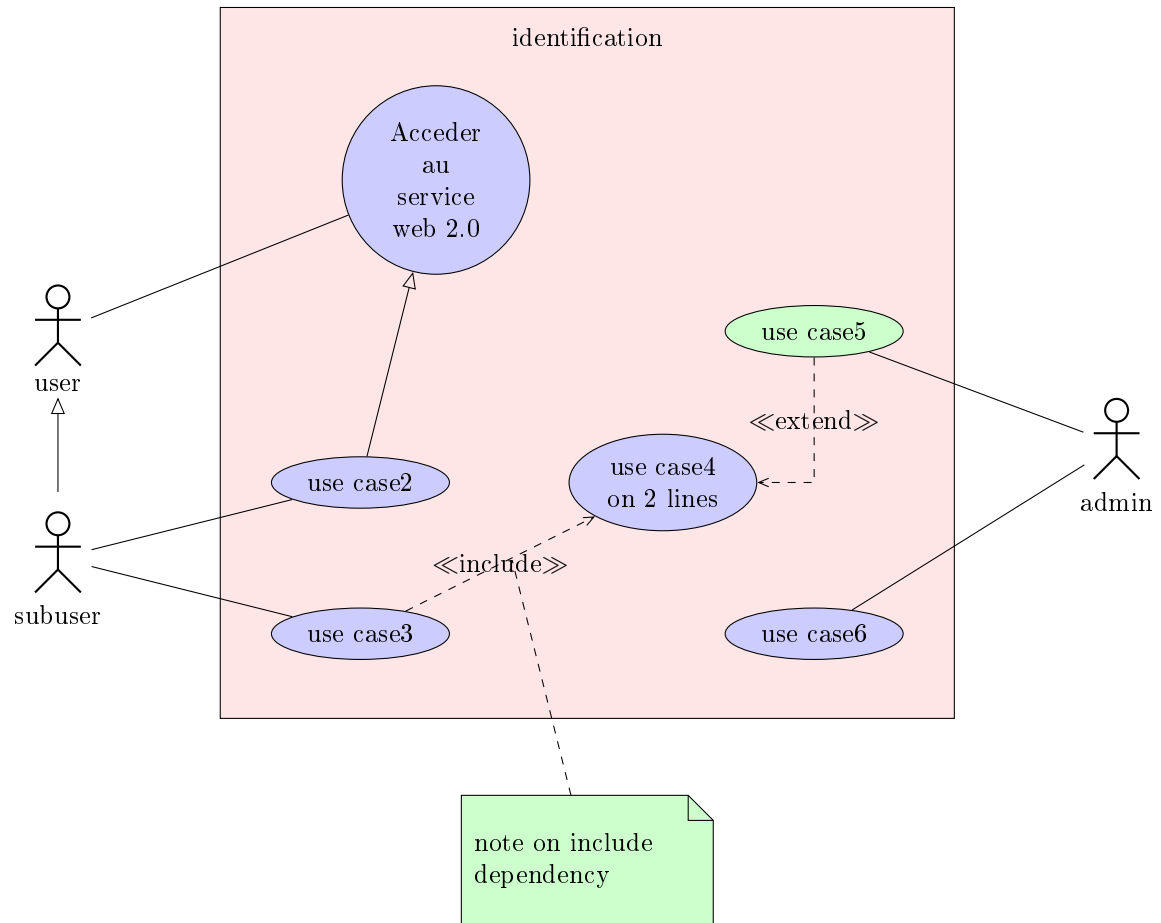 identification
Acceder
au
service
web 2.0
user
use case5
≪extend≫
use case4
on 2 lines
use case2
admin
≪include≫
subuser
use case3
use case6
note on include
dependency